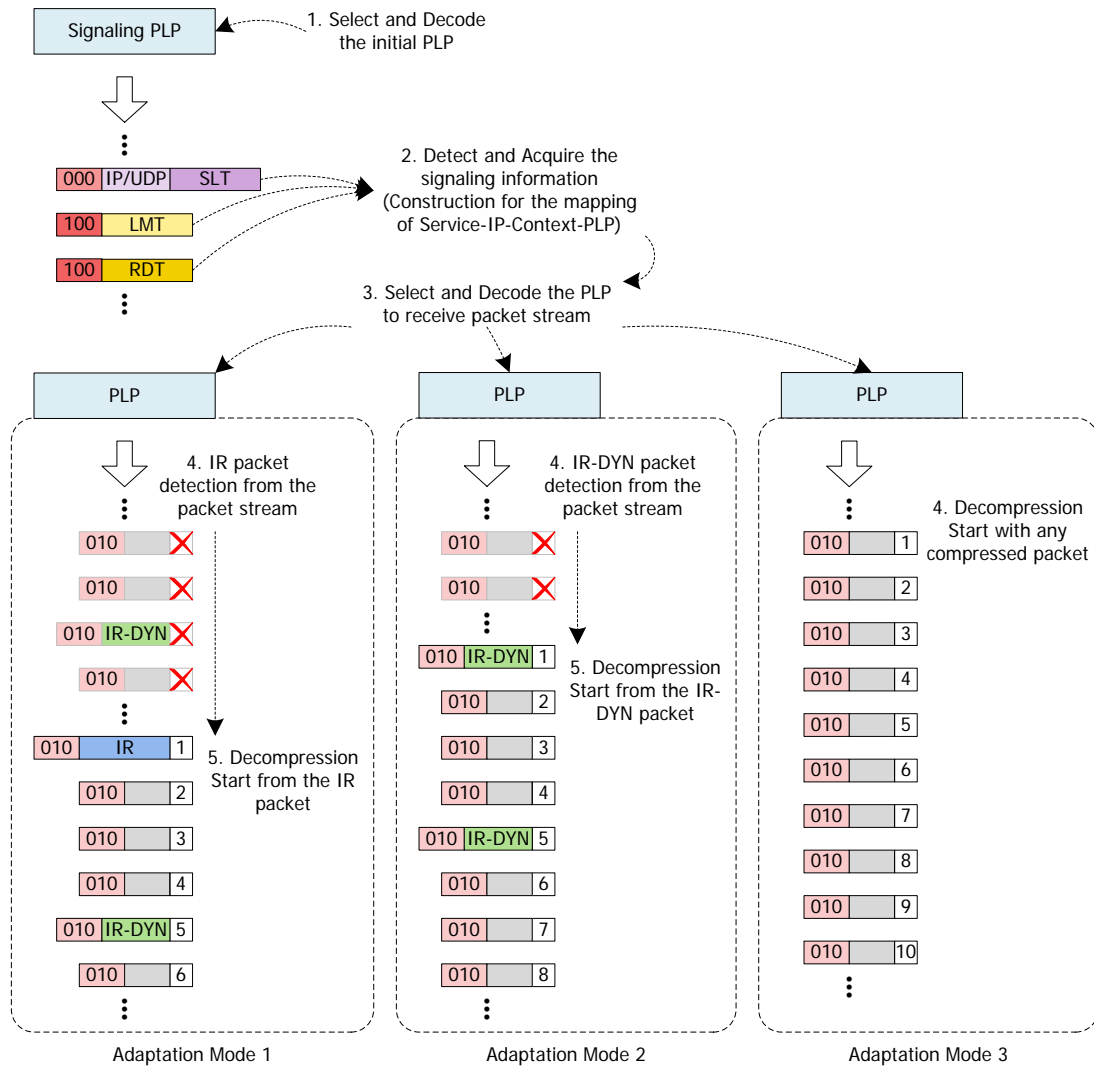 Signaling PLP
1. Select and Decode
the initial PLP
000 IP/UDP SLT
100 LMT
100 RDT
2. Detect and Acquire the
signaling information
(Construction for the mapping
of Service-IP-Context-PLP)
3. Select and Decode the PLP
to receive packet stream
PLP
4. IR packet
detection from the
packet stream
010
010
010 IR-DYN
010
010 IR 1
010 2
010 3
010 4
010 IR-DYN 5
010 6
5. Decompression
Start from the IR
packet
Adaptation Mode 1
PLP
4. IR-DYN packet
detection from the
packet stream
010
010
010 IR-DYN 1
010 2
010 3
010 4
010 IR-DYN 5
010 6
010 7
010 8
5. Decompression
Start from the IR-
DYN packet
Adaptation Mode 2
PLP
4. Decompression
Start with any
compressed packet
010 1
010 2
010 3
010 4
010 5
010 6
010 7
010 8
010 9
010 10
Adaptation Mode 3